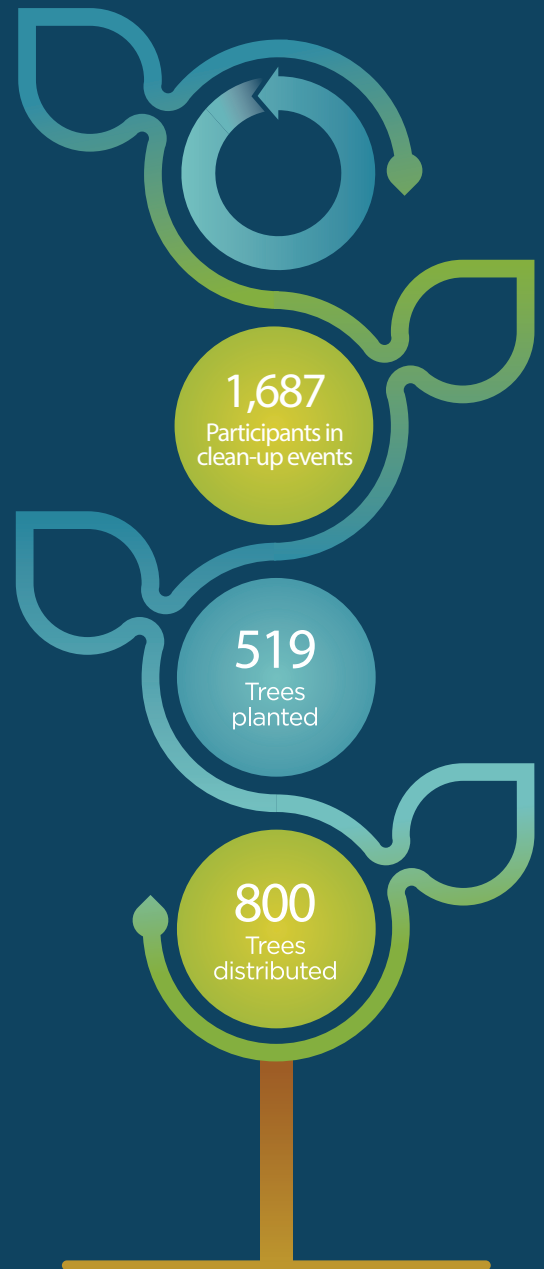 1,687
Participants in
clean-up events
519
Trees
planted
800
Trees
distributed